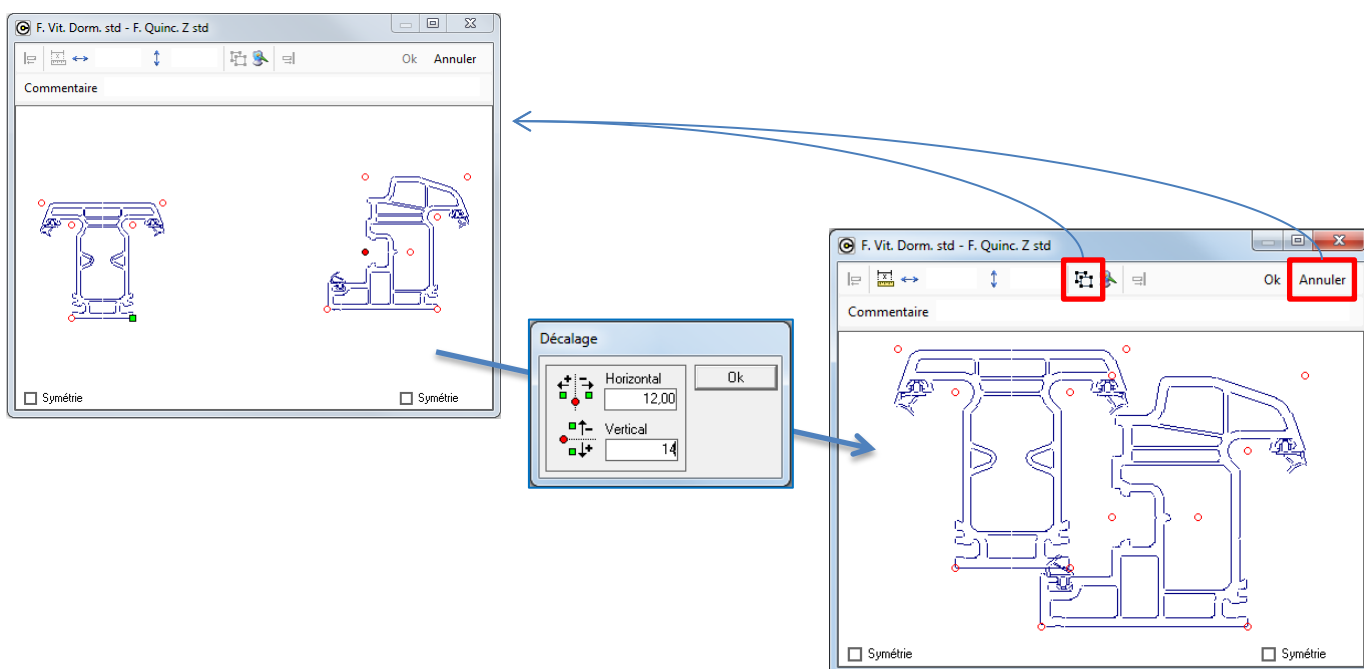 F. Vit. Dorm. std - F. Quinc. Z std
Ok Annuler
Commentaire
Symétrie Symétrie
Décalage
Horizontal
12,00
Ok
Vertical
14
F. Vit. Dorm. std - F. Quinc. Z std
Ok Annuler
Commentaire
Symétrie Symétrie